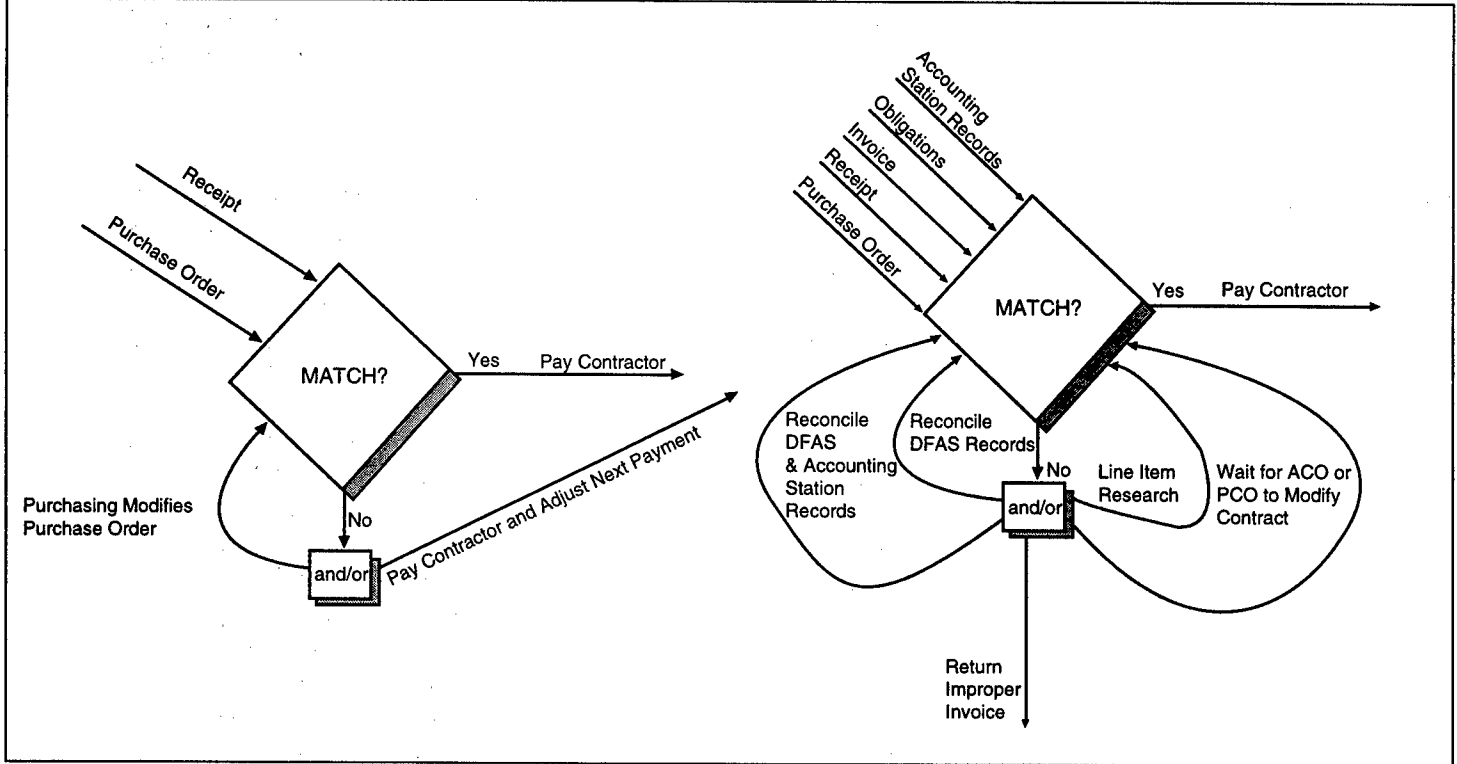 Receipt
Purchase Order
MATCH?
Yes
Pay Contractor
Purchasing Modifies
Purchase Order
No
and/or
Pay Contractor and Adjust Next Payment
Accounting
Station Records
Obligations
Invoice
Receipt
Purchase Order
MATCH?
Yes
Pay Contractor
Reconcile
DFAS
& Accounting
Station
Records
Reconcile
DFAS Records
No
and/or
Line Item
Research
Wait for ACO or
PCO to Modify
Contract
Return
Improper
Invoice